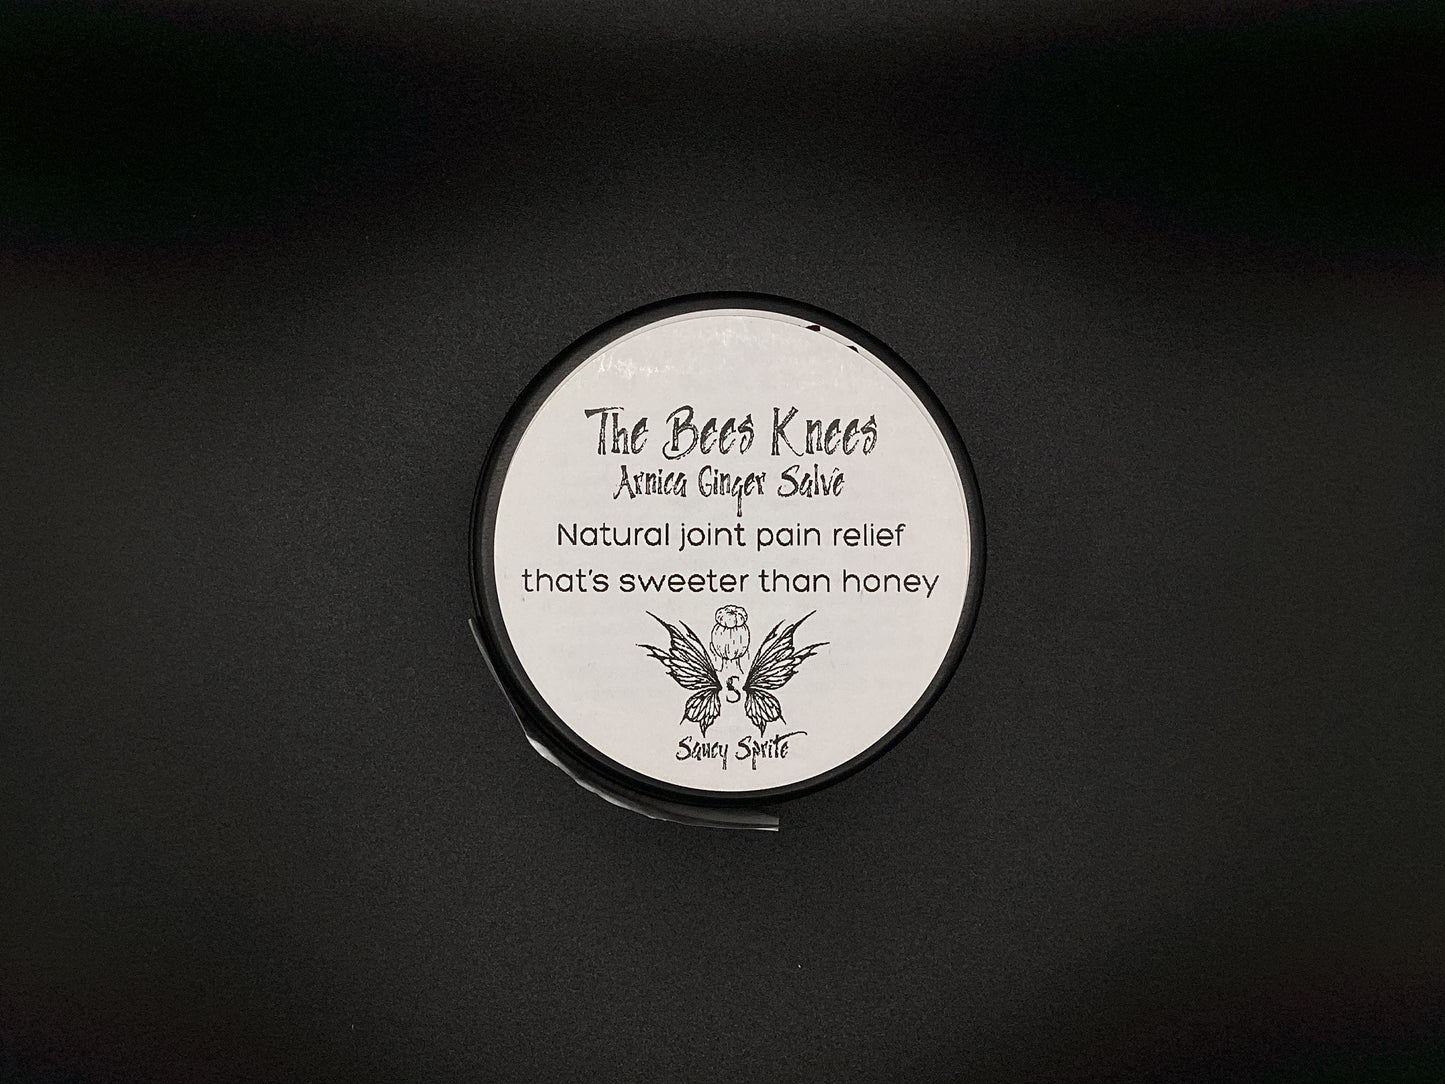 The Bees Knees
Arnica Ginger Salve
Natural joint pain relief
that's sweeter than honey
S
Saucy Sprite